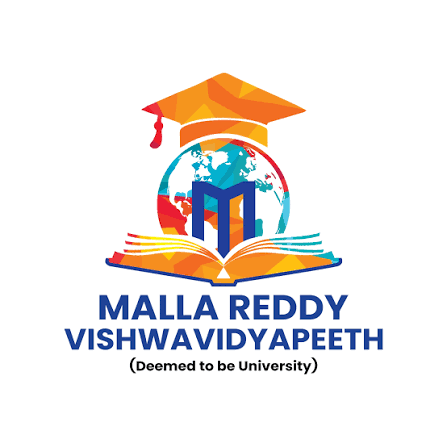 M
MALLA REDDY
VISHWAVIDYAPEETH
(Deemed to be University)